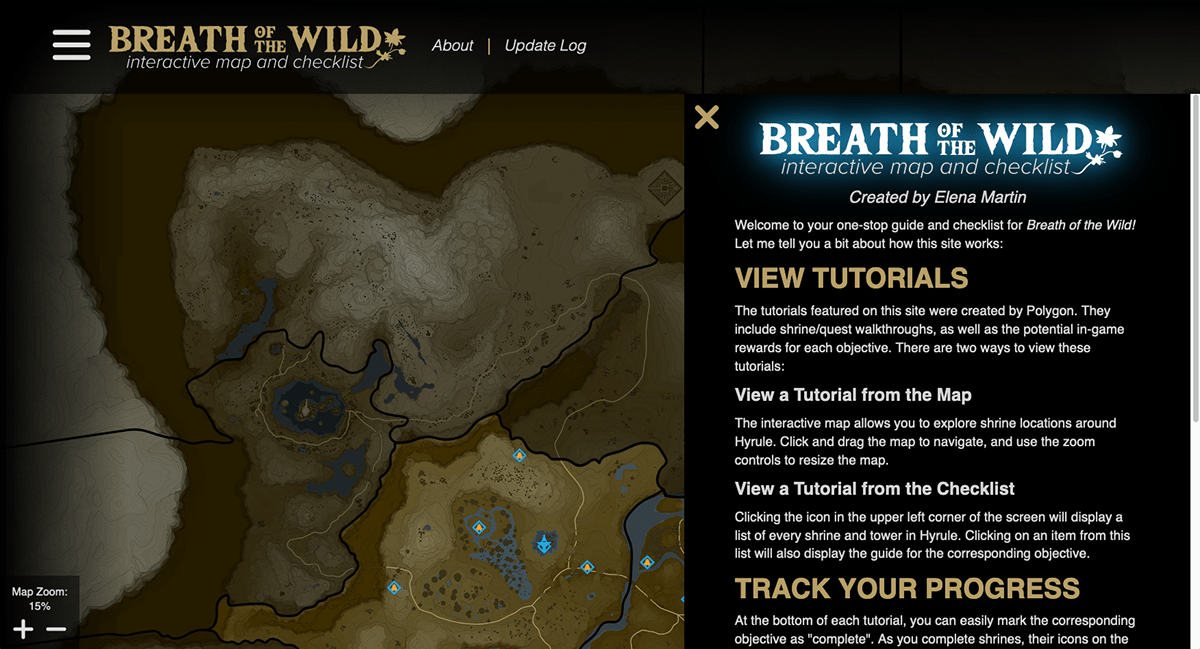 BREATH OF THE WILD
interactive map and checklist
About | Update Log
BREATH OF THE WILD
interactive map and checklist
Created by Elena Martin
Welcome to your one-stop guide and checklist for Breath of the Wild!
Let me tell you a bit about how this site works:
VIEW TUTORIALS
The tutorials featured on this site were created by Polygon. They
include shrine/quest walkthroughs, as well as the potential in-game
rewards for each objective. There are two ways to view these
tutorials:
View a Tutorial from the Map
The interactive map allows you to explore shrine locations around
Hyrule. Click and drag the map to navigate, and use the zoom
controls to resize the map.
View a Tutorial from the Checklist
Clicking the icon in the upper left corner of the screen will display a
list of every shrine and tower in Hyrule. Clicking on an item from this
list will also display the guide for the corresponding objective.
TRACK YOUR PROGRESS
At the bottom of each tutorial, you can easily mark the corresponding
objective as "complete". As you complete shrines, their icons on the
Map Zoom:
15%